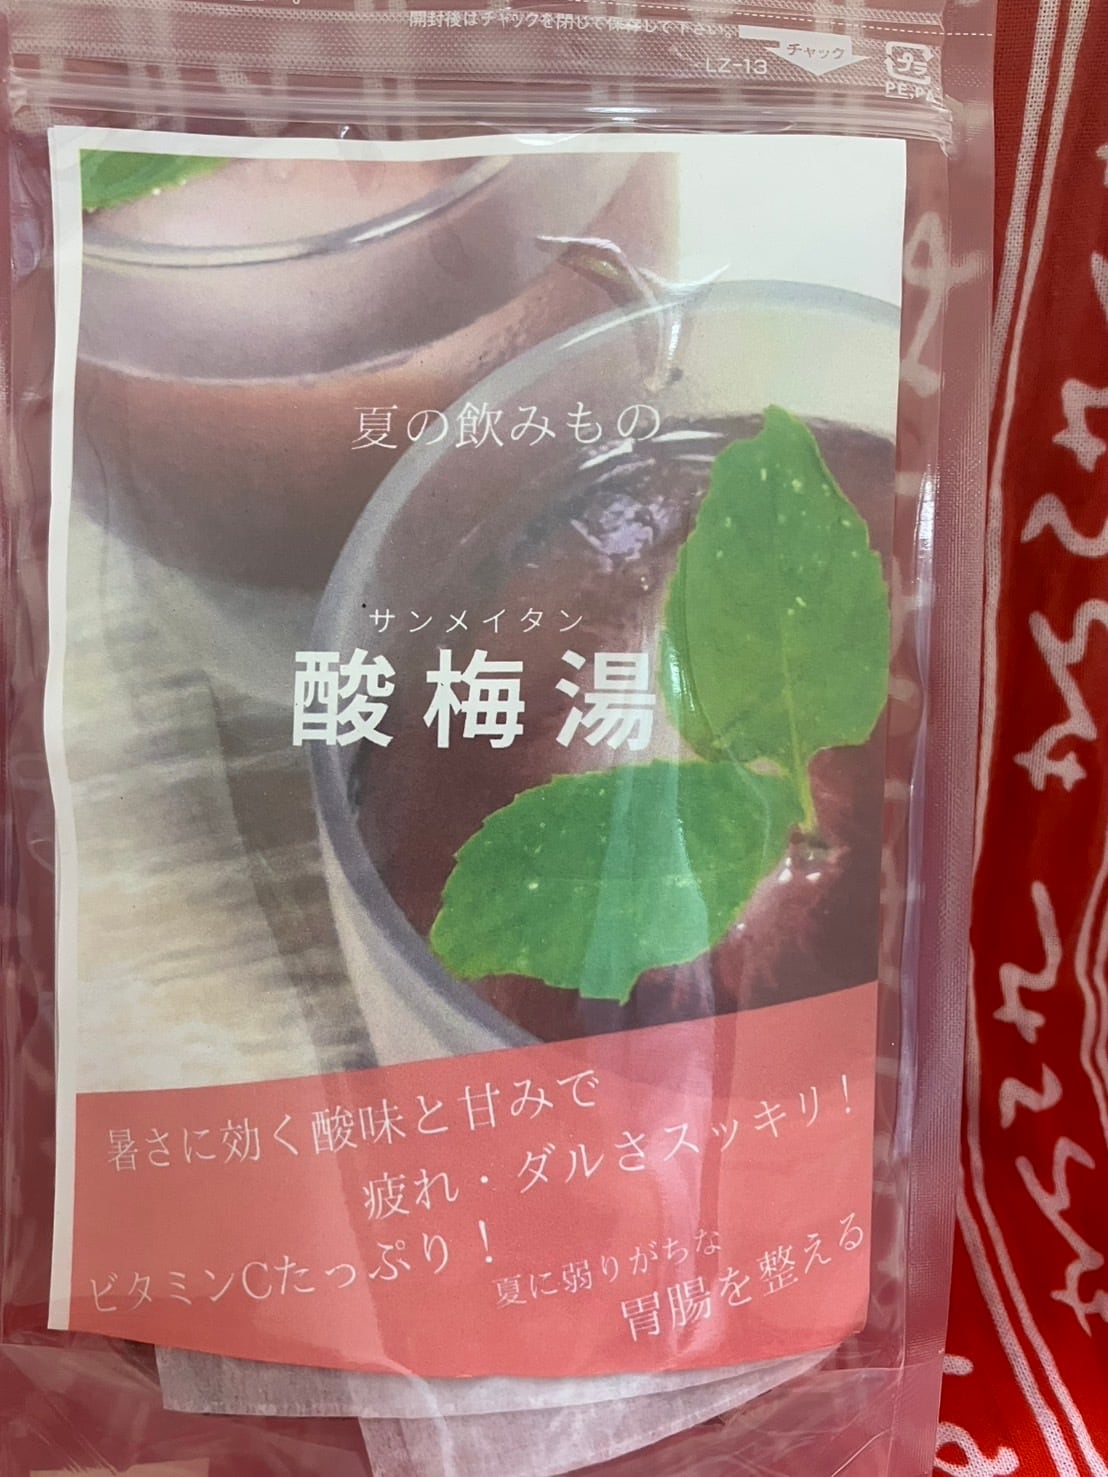 開封後はチャックを閉じて保存して下さい。
チャック
LZ-13
プラ
PE,PA
夏の飲みもの
サンメイタン
酸梅湯
暑さに効く酸味と甘みで
疲れ・ダルさスッキリ！
ビタミンCたっぷり！
夏に弱りがちな
胃腸を整える